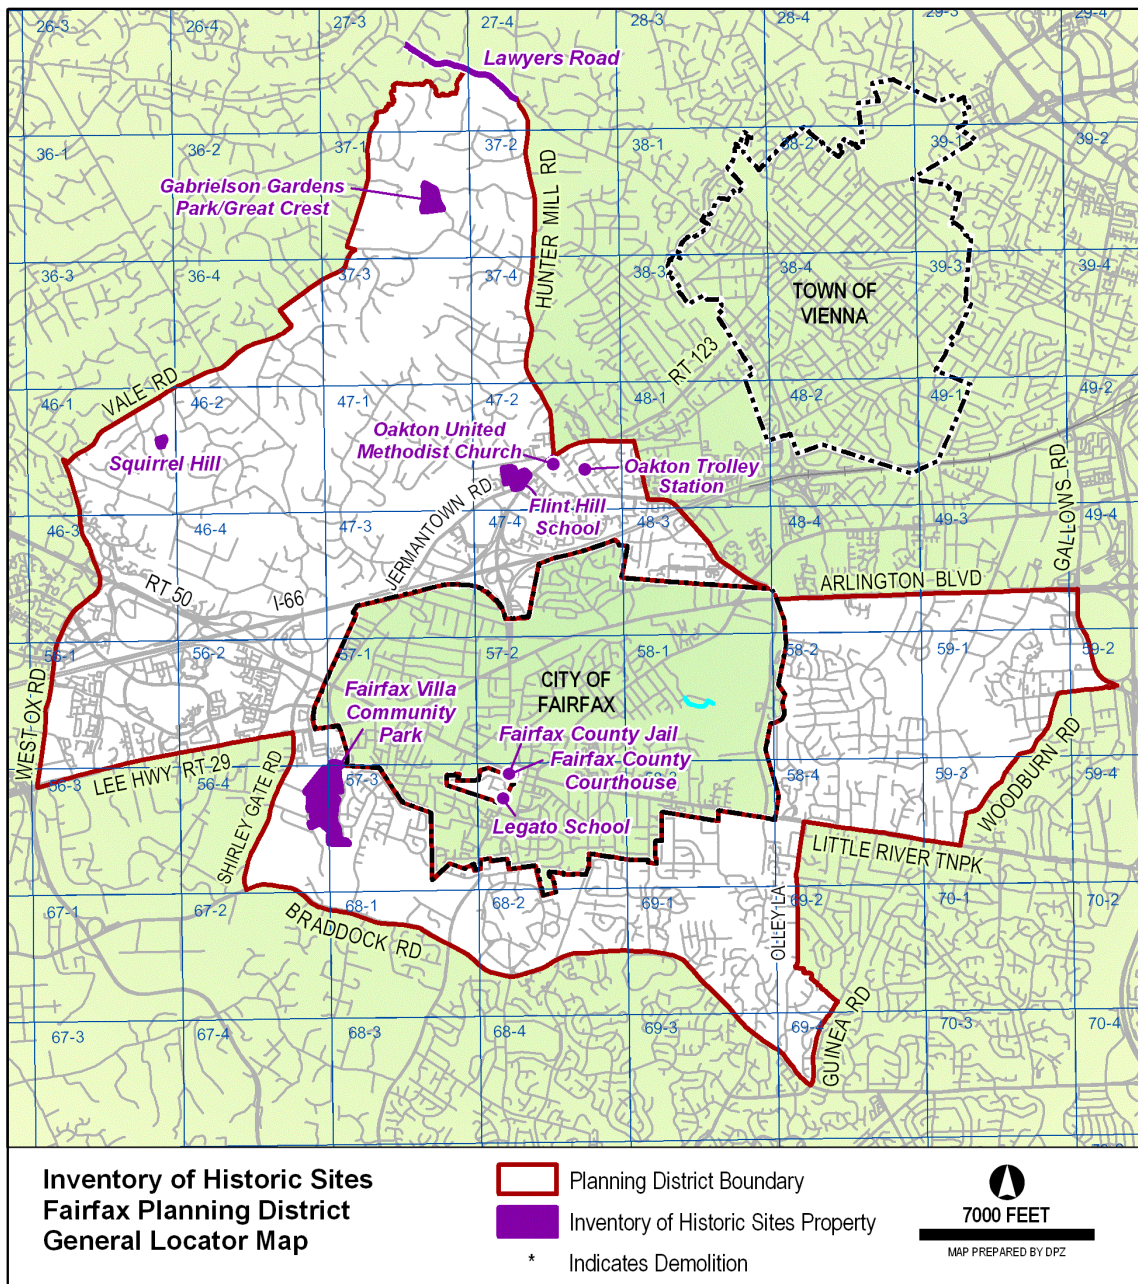 26-3
26-4
27-3
27-4
28-3
28-4
29-3
29-4
Lawyers Road
36-1
36-2
37-1
37-2
38-1
38-2
39-1
39-2
Gabrielson Gardens
Park/Great Crest
HUNTER MILL RD
36-3
36-4
37-3
37-4
38-3
38-4
39-3
39-4
TOWN OF
VIENNA
RT 123
VALE RD
46-1
46-2
47-1
47-2
48-1
48-2
49-1
49-2
Squirrel Hill
Oakton United
Methodist Church
Oakton Trolley
Station
Flint Hill
School
JERMANTOWN RD
GALLOWS RD
46-3
46-4
47-3
47-4
48-3
48-4
49-3
49-4
RT 50
I-66
ARLINGTON BLVD
56-1
56-2
57-1
57-2
58-1
58-2
59-1
59-2
WEST OX RD
CITY OF
FAIRFAX
Fairfax Villa
Community
Park
Fairfax County Jail
Fairfax County
Courthouse
Legato School
LEE HWY RT 29
SHIRLEY GATE RD
WOODBURN RD
56-3
56-4
57-3
58-3
58-4
59-3
59-4
LITTLE RIVER TNPK
OLLEY LA
67-1
67-2
68-1
68-2
69-1
69-2
70-1
70-2
BRADDOCK RD
GUINEA RD
67-3
67-4
68-3
68-4
69-3
69-4
70-3
70-4
Inventory of Historic Sites
Fairfax Planning District
General Locator Map
Planning District Boundary
Inventory of Historic Sites Property
* Indicates Demolition
7000 FEET
MAP PREPARED BY DPZ